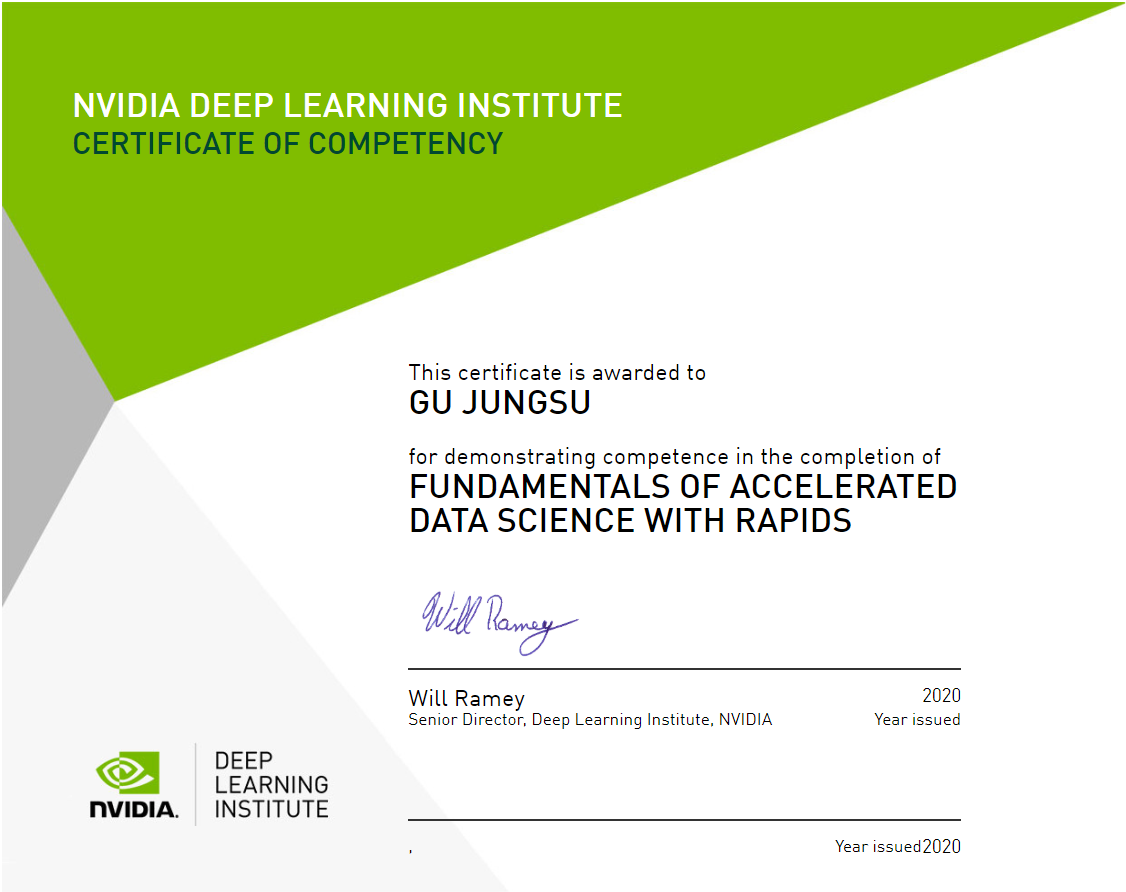 NVIDIA DEEP LEARNING INSTITUTE
CERTIFICATE OF COMPETENCY
This certificate is awarded to
GU JUNGSU
for demonstrating competence in the completion of
FUNDAMENTALS OF ACCELERATED
DATA SCIENCE WITH RAPIDS
Will Ramey
Will Ramey
2020
Senior Director, Deep Learning Institute, NVIDIA
Year issued
NVIDIA.
DEEP
LEARNING
INSTITUTE
,
Year issued2020